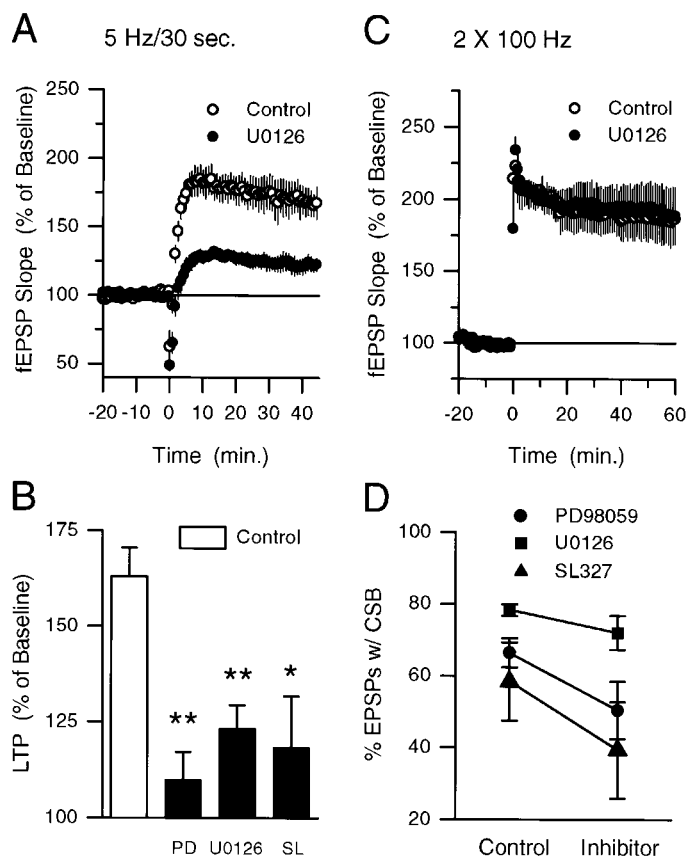 A 5 Hz/30 sec.
fEPSP Slope (% of Baseline)
250
200
175
150
100
50
Control
U0126
-20 -10 0 10 20 30 40
Time (min.)
C 2 X 100 Hz
fEPSP Slope (% of Baseline)
250
200
150
100
Control
U0126
-20 0 20 40 60
Time (min.)
B
LTP (% of Baseline)
175
150
125
100
Control
** ** *
PD U0126 SL
D
% EPSPs w/ CSB
100
80
60
40
20
PD98059
U0126
SL327
Control Inhibitor